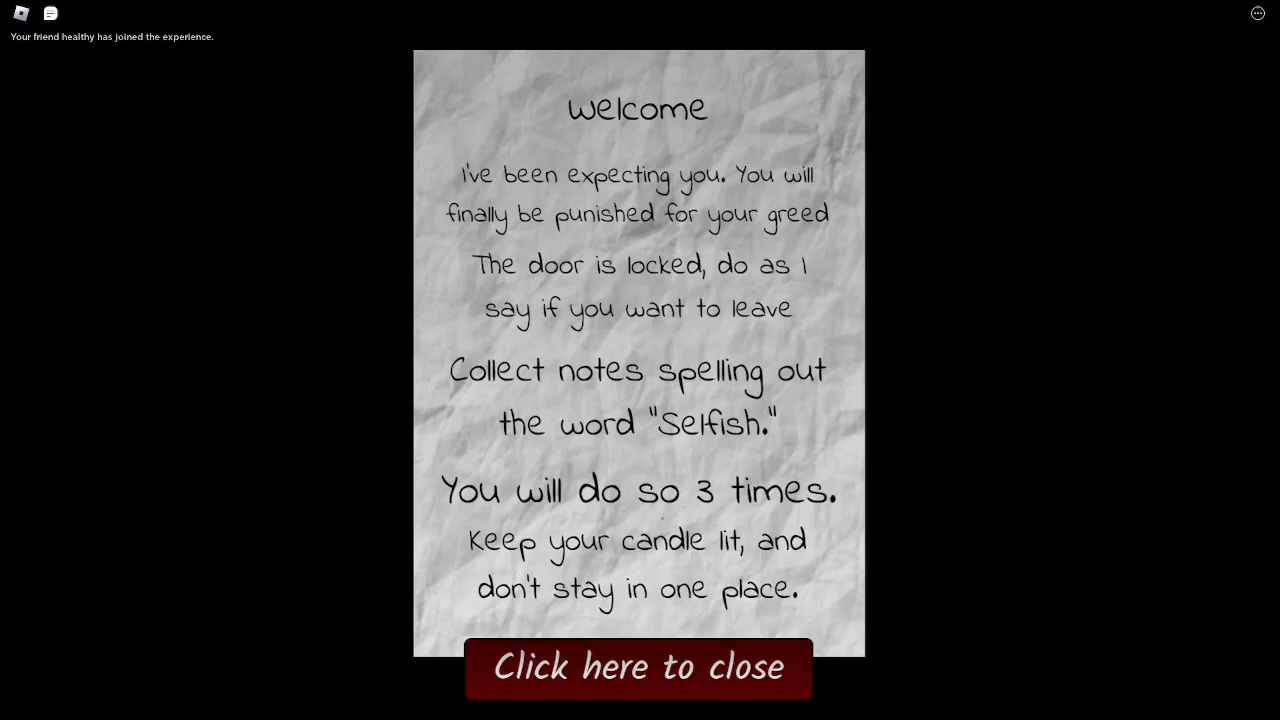 Your friend healthy has joined the experience.
Welcome
I've been expecting you. You will
finally be punished for your greed
The door is locked, do as I
say if you want to leave
Collect notes spelling out
the word "Selfish."
You will do so 3 times.
Keep your candle lit, and
don't stay in one place.
Click here to close